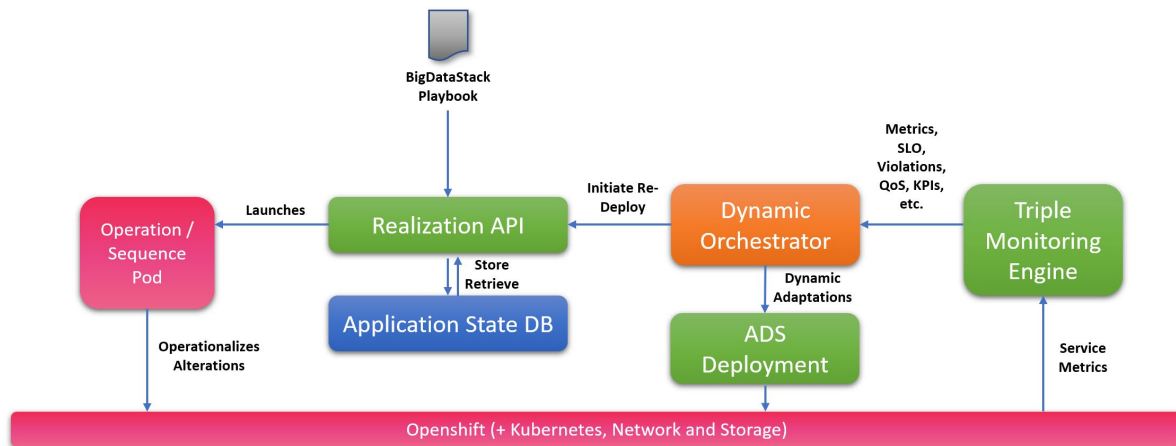 BigDataStack
Playbook
Metrics,
SLO,
Violations,
QoS, KPIs,
etc.
Initiate Re-
Deploy
Launches
Operation /
Sequence
Pod
Realization API
Dynamic
Orchestrator
Triple
Monitoring
Engine
Store
Retrieve
Dynamic
Adaptations
Application State DB
ADS
Deployment
Operationalizes
Alterations
Service
Metrics
Openshift (+ Kubernetes, Network and Storage)